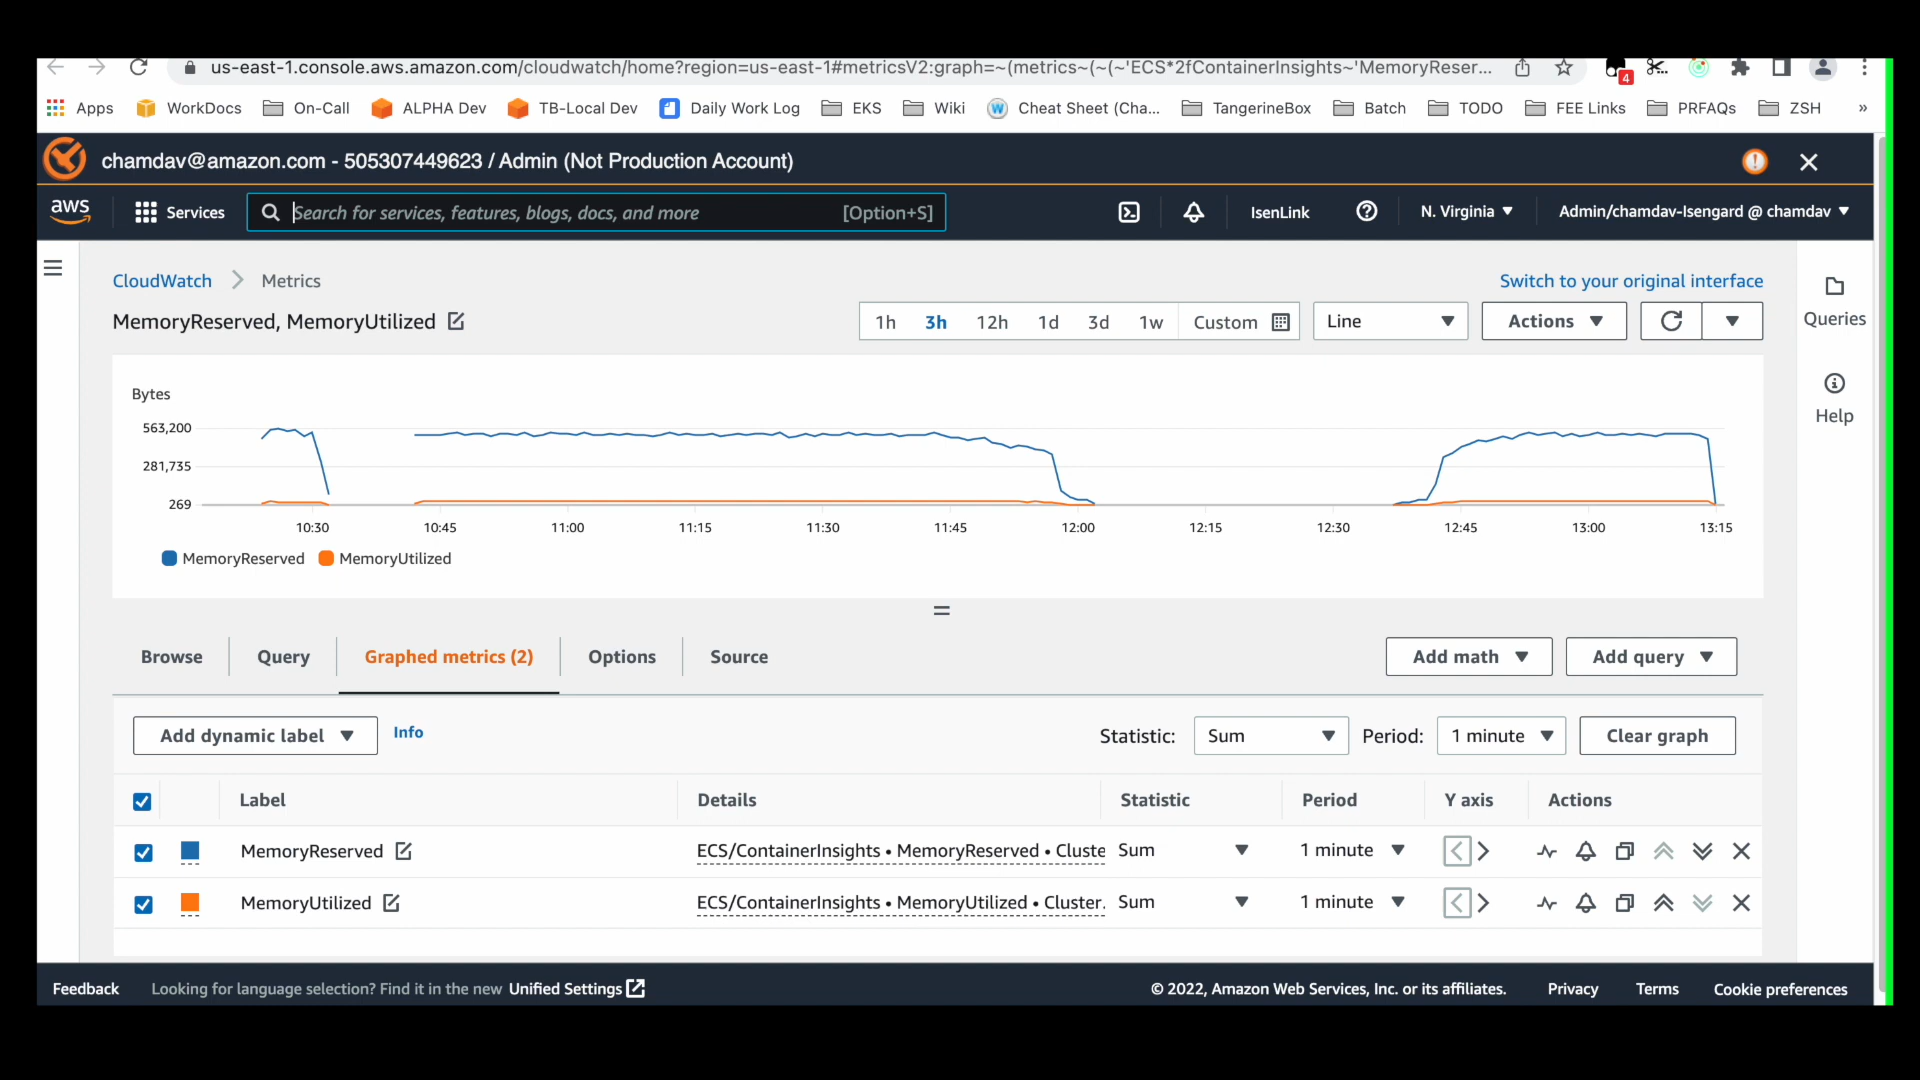 us-east-1.console.aws.amazon.com/cloudwatch/home?region=us-east-1#metricsV2:graph=~(metrics~(~(~'ECS*2fContainerInsights~'MemoryReser...
4
Apps WorkDocs On-Call ALPHA Dev TB-Local Dev Daily Work Log EKS Wiki Cheat Sheet (Cha... TangerineBox Batch TODO FEE Links PRFAQs ZSH »
chamdav@amazon.com - 505307449623 / Admin (Not Production Account)
aws Services Search for services, features, blogs, docs, and more [Option+S] IsenLink N. Virginia Admin/chamdav-Isengard @ chamdav
CloudWatch Metrics Switch to your original interface
MemoryReserved, MemoryUtilized 1h 3h 12h 1d 3d 1w Custom Line Actions
Queries
Help
Bytes
563,200
281,735
269
10:30 10:45 11:00 11:15 11:30 11:45 12:00 12:15 12:30 12:45 13:00 13:15
MemoryReserved MemoryUtilized
Browse Query Graphed metrics (2) Options Source Add math Add query
Add dynamic label Info Statistic: Sum Period: 1 minute Clear graph
Label Details Statistic Period Y axis Actions
MemoryReserved ECS/ContainerInsights • MemoryReserved • Cluste Sum 1 minute
MemoryUtilized ECS/ContainerInsights • MemoryUtilized • Cluster. Sum 1 minute
Feedback Looking for language selection? Find it in the new Unified Settings © 2022, Amazon Web Services, Inc. or its affiliates. Privacy Terms Cookie preferences